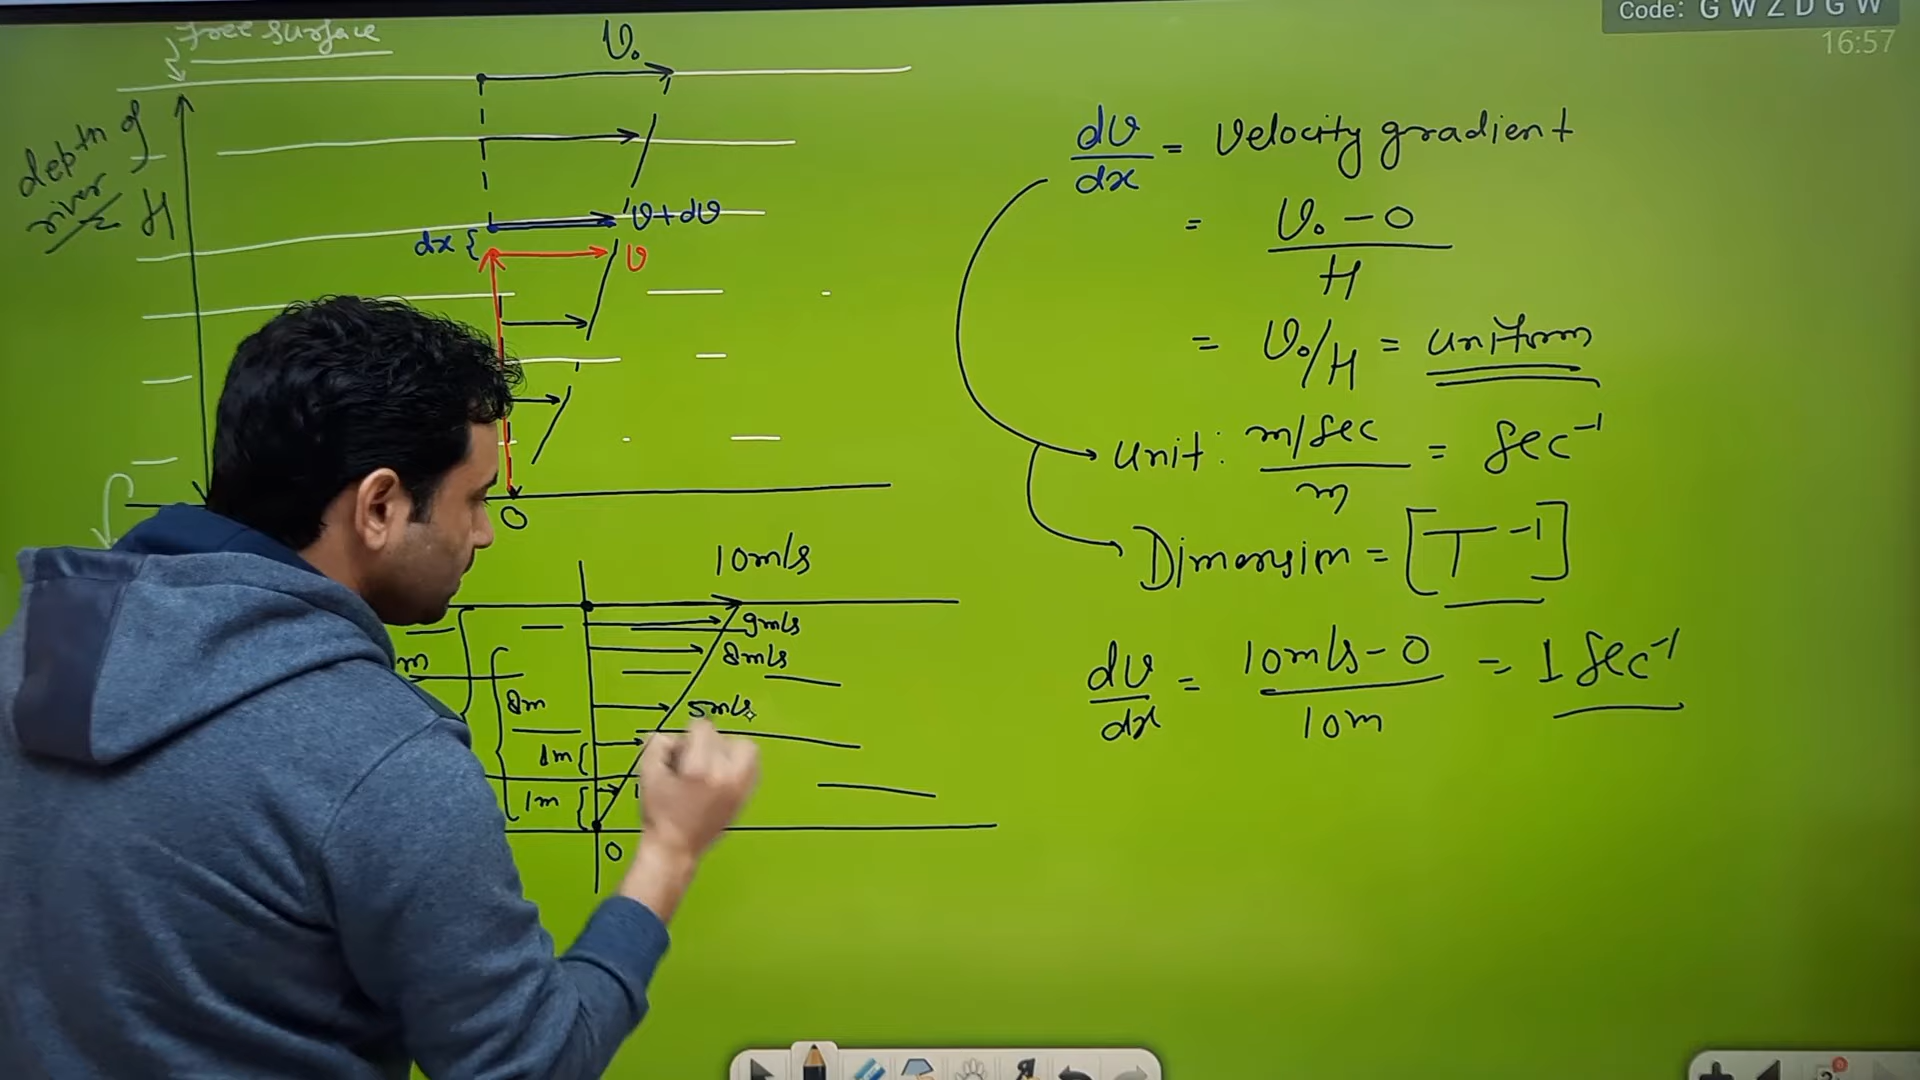 Code: G W Z D G W
16:57
Free Surface
V₀
depth of
river
= H
dx {
v+dv
v
0
dv/dx = Velocity gradient
= V₀ - 0 / H
= V₀/H = uniform
Unit: m/sec / m = sec⁻¹
Dimension = [T⁻¹]
dv/dx = 10m/s - 0 / 10m = 1 sec⁻¹
10m/s
9m/s
8m/s
m
8m
5m/s
1m {
1m {
0